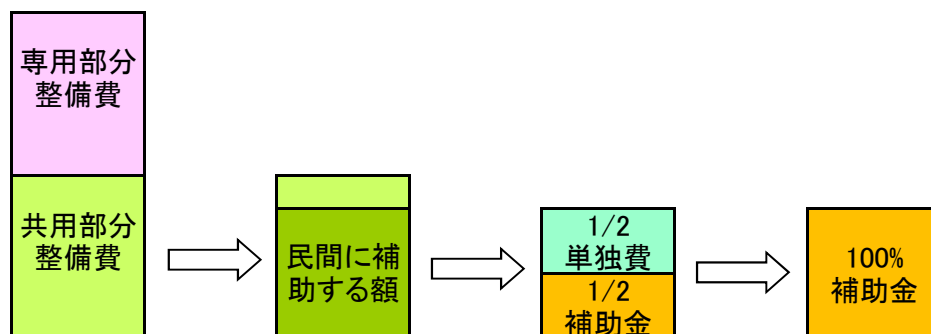 専用部分
整備費
共用部分
整備費
民間に補
助する額
1/2
単独費
1/2
補助金
100%
補助金